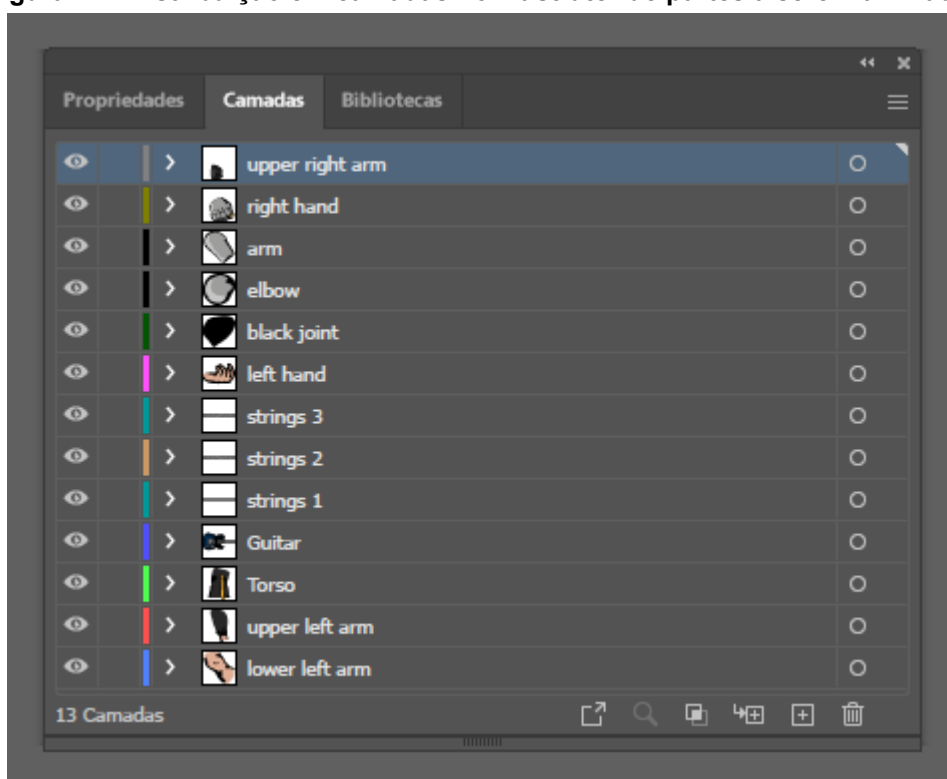 Propriedades Camadas Bibliotecas
upper right arm
right hand
arm
elbow
black joint
left hand
strings 3
strings 2
strings 1
Guitar
Torso
upper left arm
lower left arm
13 Camadas